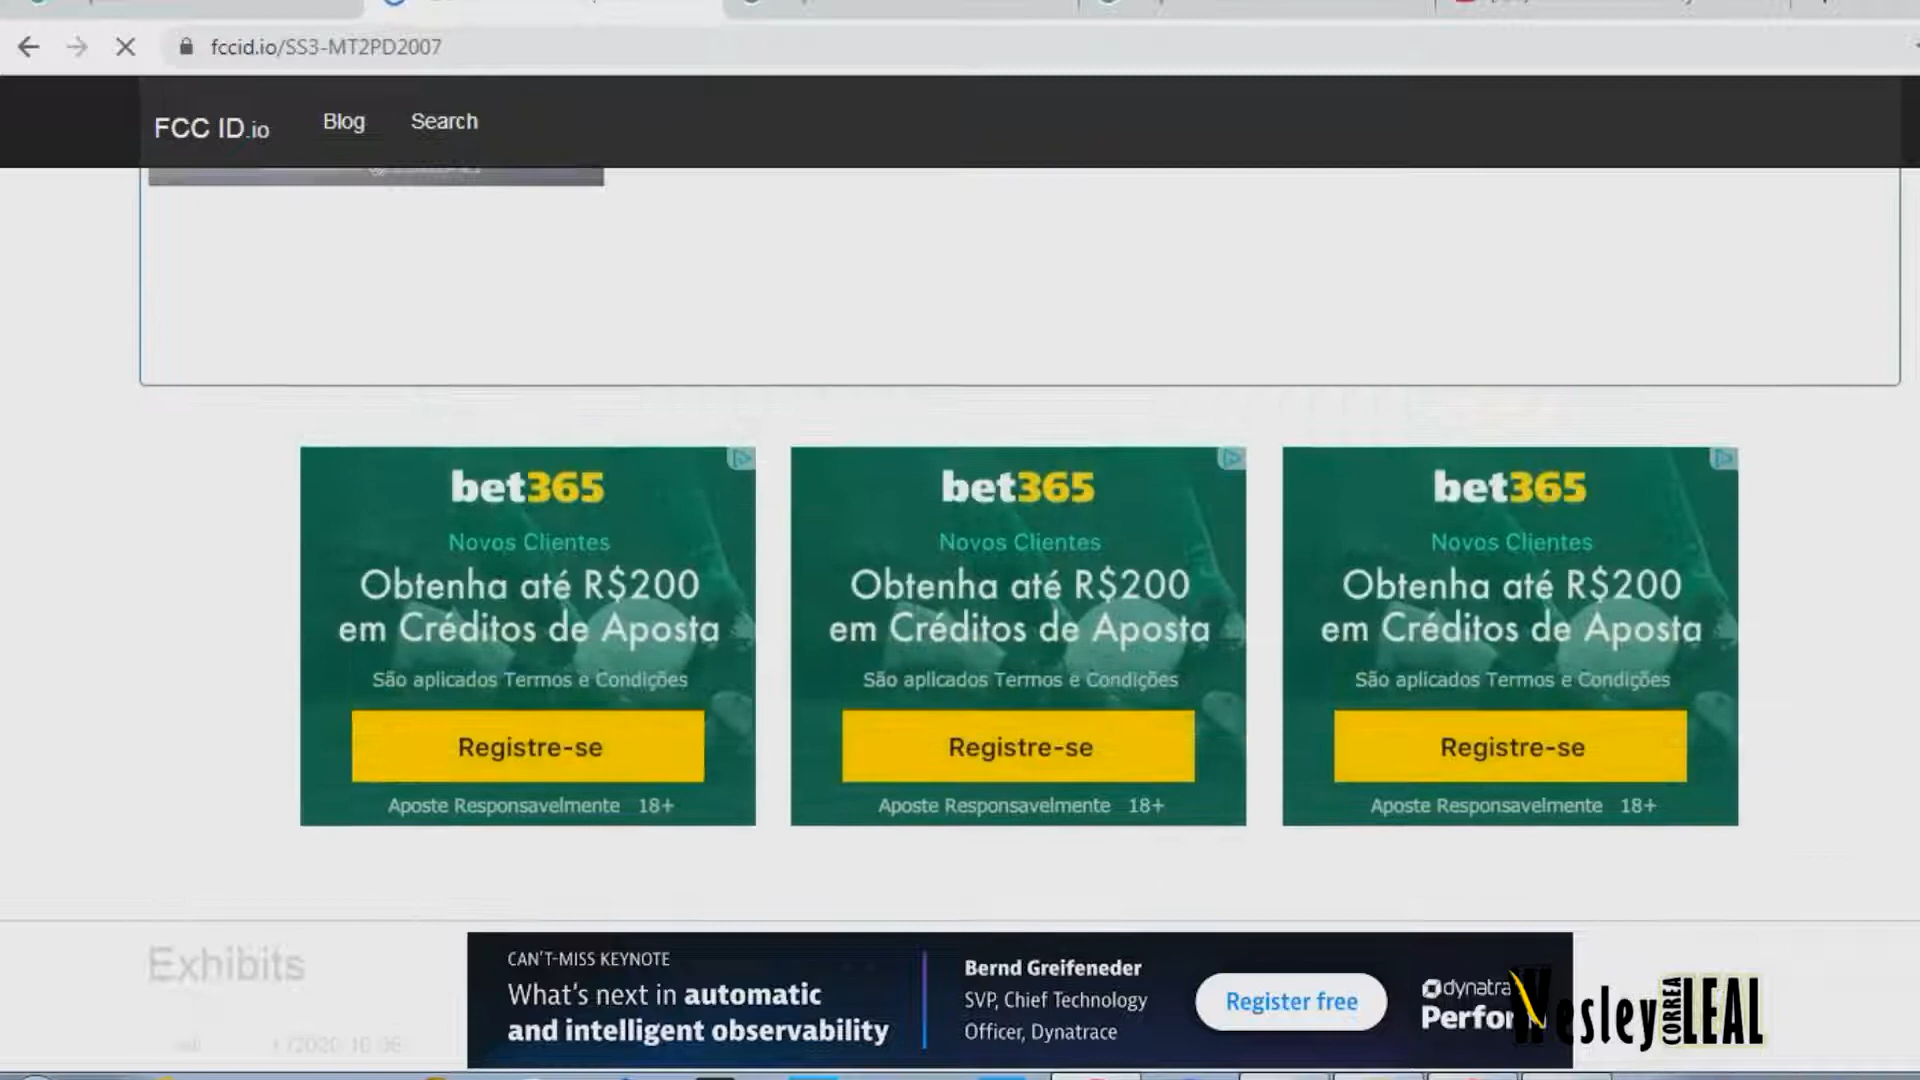 fccid.io/SS3-MT2PD2007
FCC ID.io
Blog
Search
bet365
Novos Clientes
Obtenha até R$200
em Créditos de Aposta
São aplicados Termos e Condições
Registre-se
Aposte Responsavelmente 18+
bet365
Novos Clientes
Obtenha até R$200
em Créditos de Aposta
São aplicados Termos e Condições
Registre-se
Aposte Responsavelmente 18+
bet365
Novos Clientes
Obtenha até R$200
em Créditos de Aposta
São aplicados Termos e Condições
Registre-se
Aposte Responsavelmente 18+
Exhibits
CAN'T-MISS KEYNOTE
What's next in automatic
and intelligent observability
Bernd Greifeneder
SVP, Chief Technology
Officer, Dynatrace
Register free
Wesley CORREA LEAL